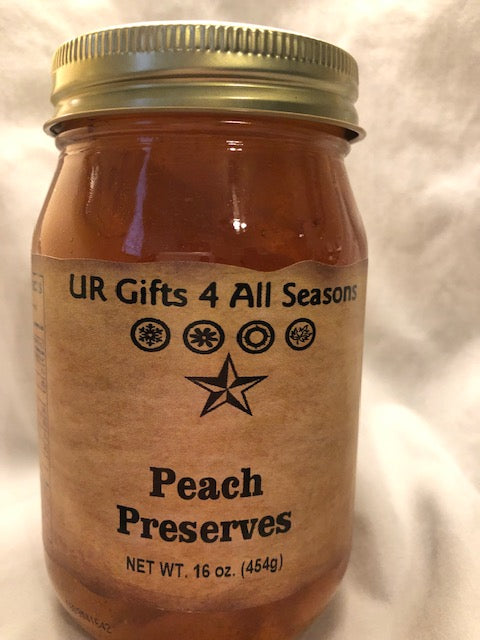 UR Gifts 4 All Seasons
Peach
Preserves
NET WT. 16 oz. (454g)